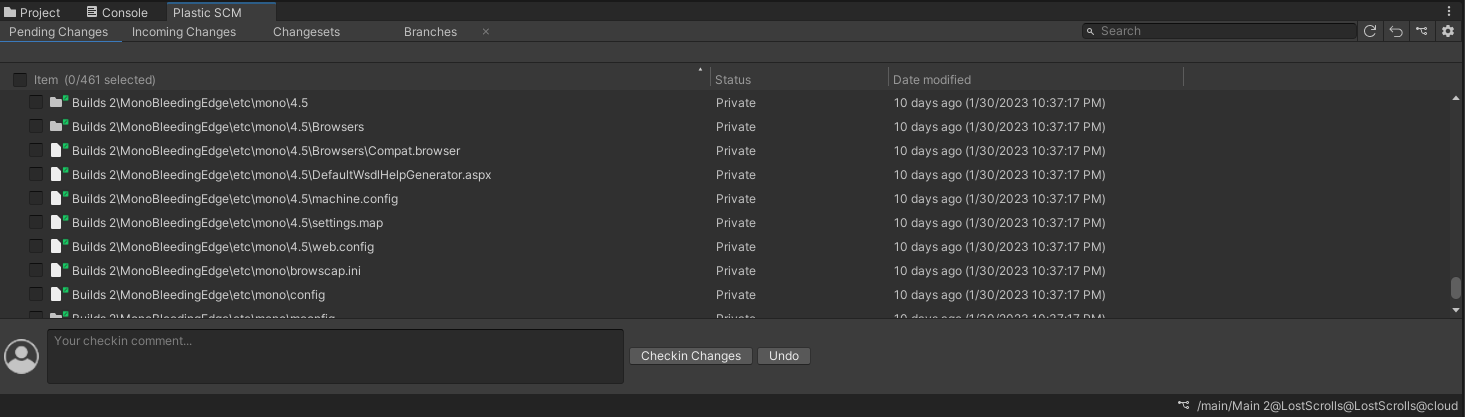 Project Console Plastic SCM
Pending Changes Incoming Changes Changesets Branches × Search
Item (0/461 selected) Status Date modified
Builds 2\MonoBleedingEdge\etc\mono\4.5 Private 10 days ago (1/30/2023 10:37:17 PM)
Builds 2\MonoBleedingEdge\etc\mono\4.5\Browsers Private 10 days ago (1/30/2023 10:37:17 PM)
Builds 2\MonoBleedingEdge\etc\mono\4.5\Browsers\Compat.browser Private 10 days ago (1/30/2023 10:37:17 PM)
Builds 2\MonoBleedingEdge\etc\mono\4.5\DefaultWsdlHelpGenerator.aspx Private 10 days ago (1/30/2023 10:37:17 PM)
Builds 2\MonoBleedingEdge\etc\mono\4.5\machine.config Private 10 days ago (1/30/2023 10:37:17 PM)
Builds 2\MonoBleedingEdge\etc\mono\4.5\settings.map Private 10 days ago (1/30/2023 10:37:17 PM)
Builds 2\MonoBleedingEdge\etc\mono\4.5\web.config Private 10 days ago (1/30/2023 10:37:17 PM)
Builds 2\MonoBleedingEdge\etc\mono\browscap.ini Private 10 days ago (1/30/2023 10:37:17 PM)
Builds 2\MonoBleedingEdge\etc\mono\config Private 10 days ago (1/30/2023 10:37:17 PM)
Builds 2\MonoBleedingEdge\etc\mono\mconfig Private 10 days ago (1/30/2023 10:37:17 PM)
Your checkin comment...
Checkin Changes Undo
/main/Main 2@LostScrolls@LostScrolls@cloud